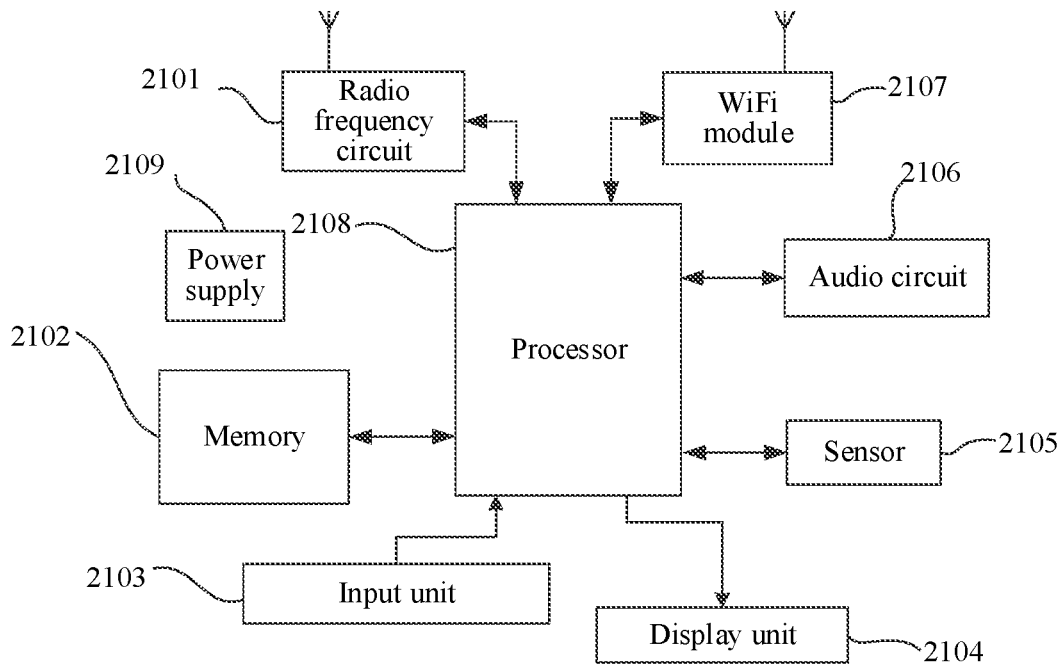 2101
Radio
frequency
circuit
WiFi
module
2107
2109
Power
supply
2108
2106
Audio circuit
Processor
2102
Memory
Sensor
2105
2103
Input unit
Display unit
2104